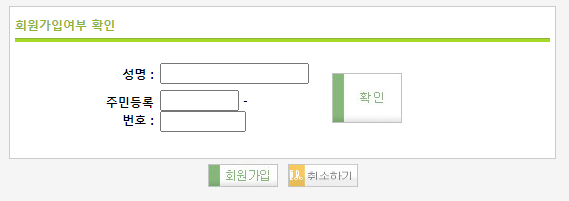 회원가입여부 확인
성명 :
주민등록 -
번호 :
확인
회원가입 취소하기